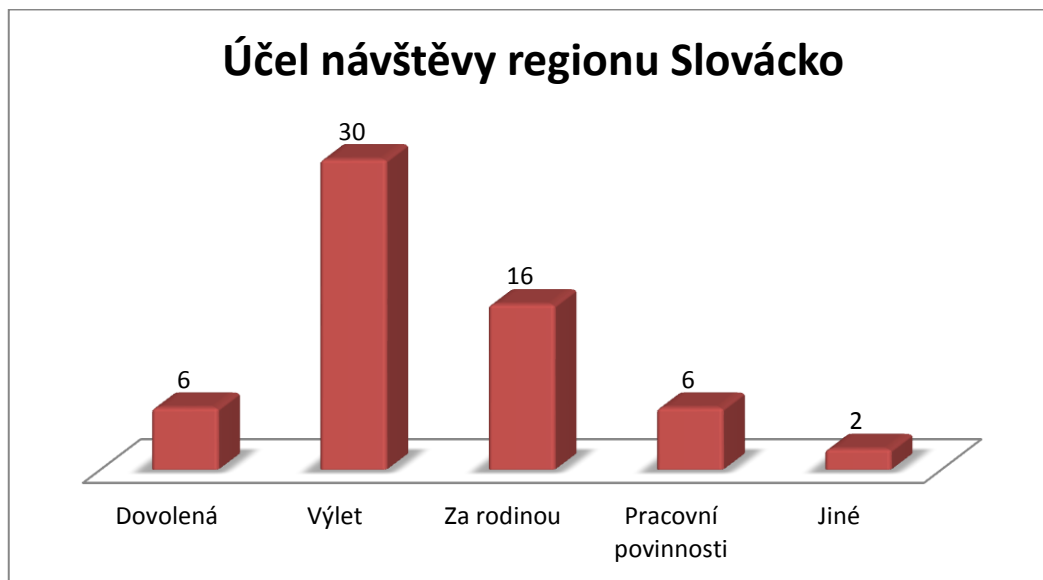 Účel návštěvy regionu Slovácko
30
16
6
6
2
Dovolená
Výlet
Za rodinou
Pracovní
povinnosti
Jiné